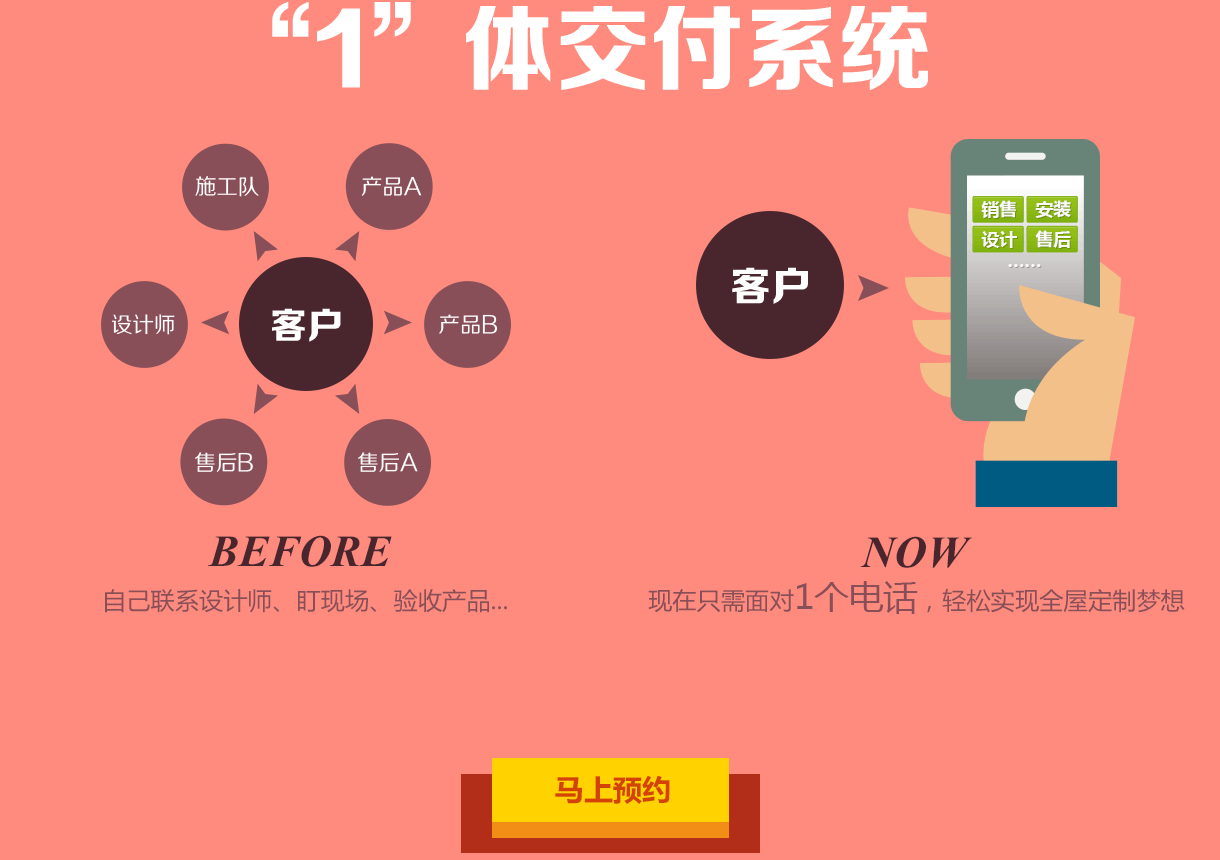 “1”体交付系统
施工队
产品A
设计师
客户
产品B
售后B
售后A
BEFORE
自己联系设计师、盯现场、验收产品...
客户
销售 安装
设计 售后
......
NOW
现在只需面对1个电话，轻松实现全屋定制梦想
马上预约